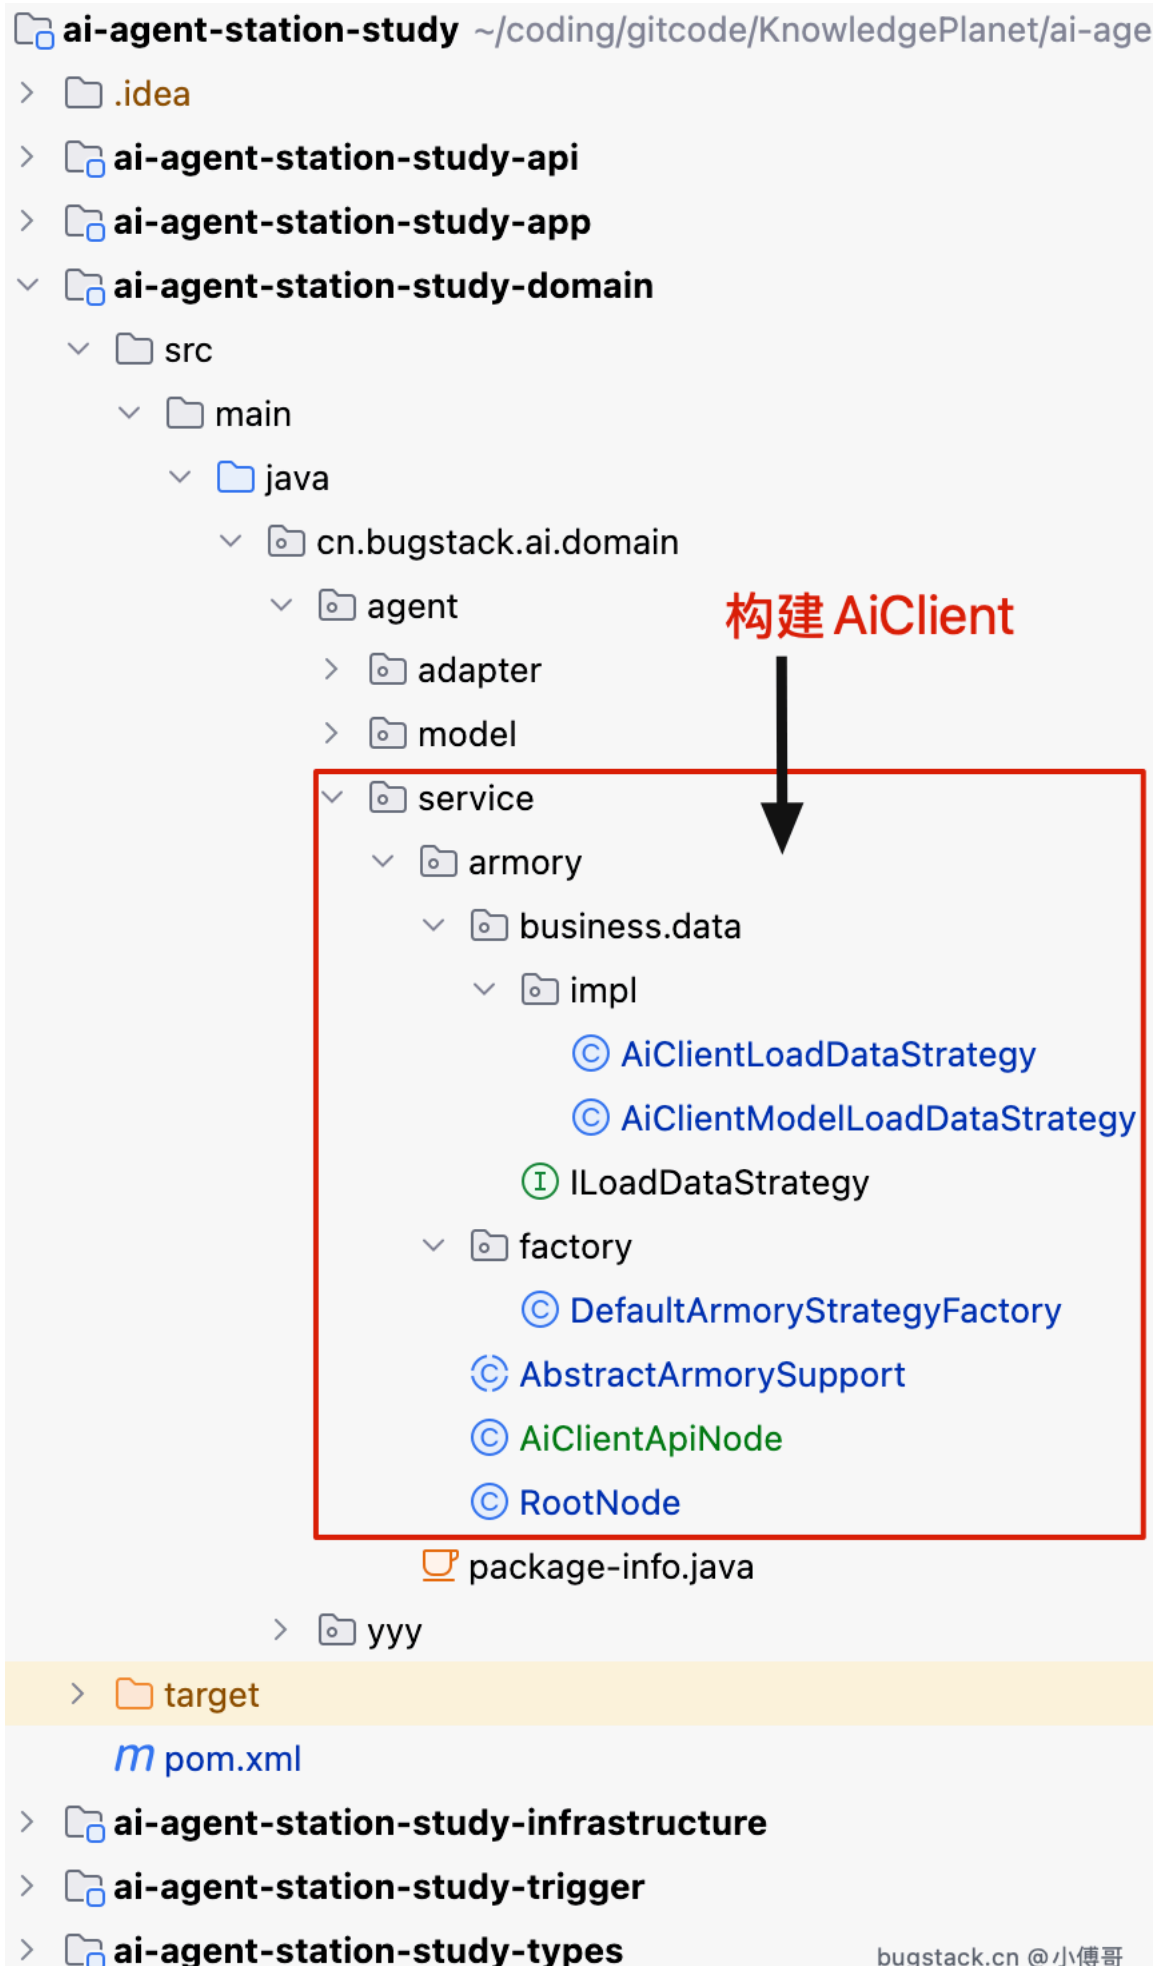 ai-agent-station-study ~/coding/gitcode/KnowledgePlanet/ai-age
.idea
ai-agent-station-study-api
ai-agent-station-study-app
ai-agent-station-study-domain
src
main
java
cn.bugstack.ai.domain
agent
构建 AiClient
adapter
model
service
armory
business.data
impl
AiClientLoadDataStrategy
AiClientModelLoadDataStrategy
ILoadDataStrategy
factory
DefaultArmoryStrategyFactory
AbstractArmorySupport
AiClientApiNode
RootNode
package-info.java
yyy
target
pom.xml
ai-agent-station-study-infrastructure
ai-agent-station-study-trigger
ai-agent-station-study-types
bugstack.cn @小傅哥